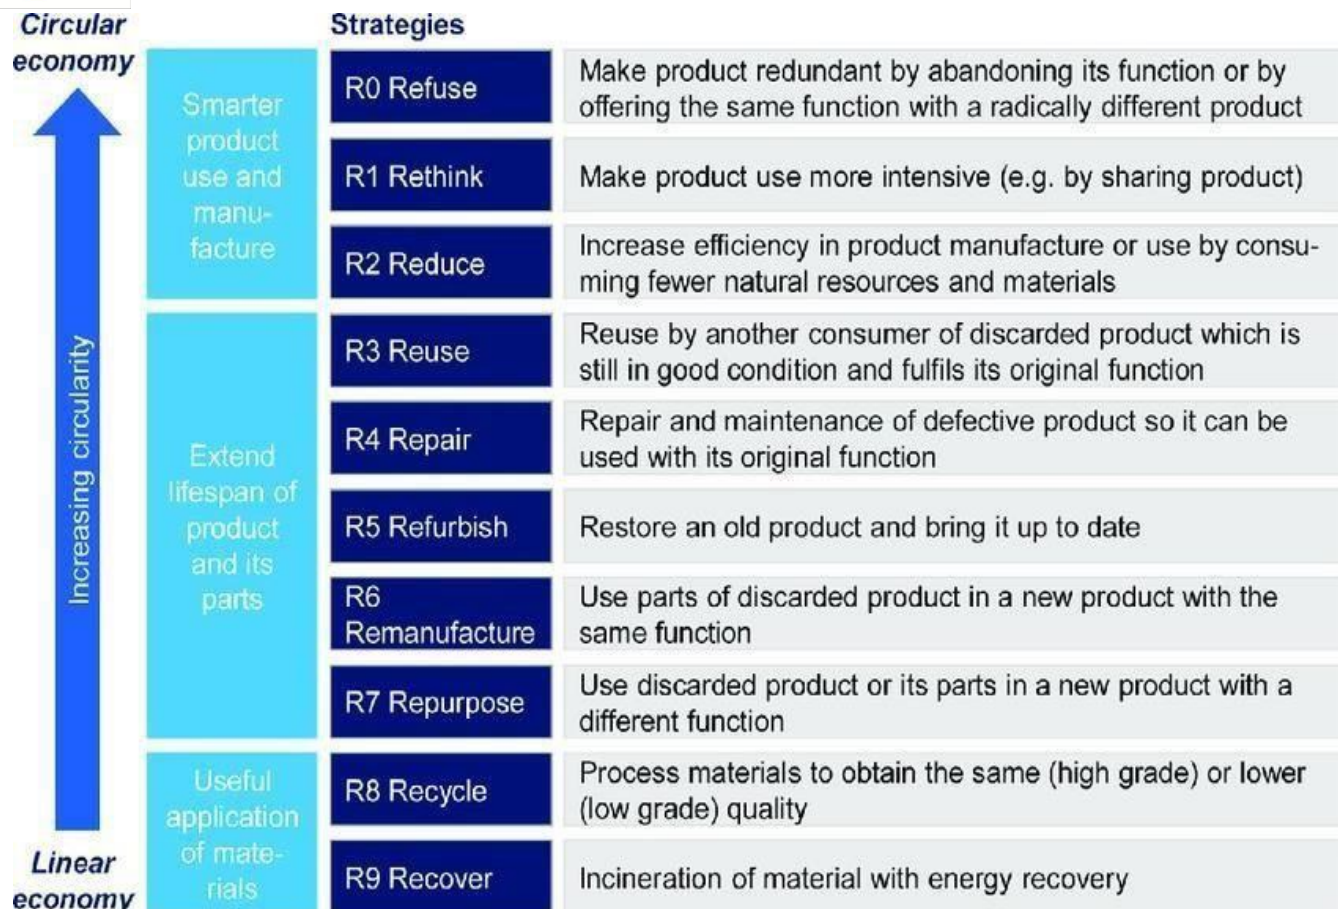 Circular
economy
Strategies
Smarter
product
use and
manu-
facture
R0 Refuse
Make product redundant by abandoning its function or by
offering the same function with a radically different product
R1 Rethink
Make product use more intensive (e.g. by sharing product)
R2 Reduce
Increase efficiency in product manufacture or use by consu-
ming fewer natural resources and materials
Increasing circularity
Extend
lifespan of
product
and its
parts
R3 Reuse
Reuse by another consumer of discarded product which is
still in good condition and fulfils its original function
R4 Repair
Repair and maintenance of defective product so it can be
used with its original function
R5 Refurbish
Restore an old product and bring it up to date
R6
Remanufacture
Use parts of discarded product in a new product with the
same function
R7 Repurpose
Use discarded product or its parts in a new product with a
different function
Useful
application
of mate-
rials
R8 Recycle
Process materials to obtain the same (high grade) or lower
(low grade) quality
R9 Recover
Incineration of material with energy recovery
Linear
economy